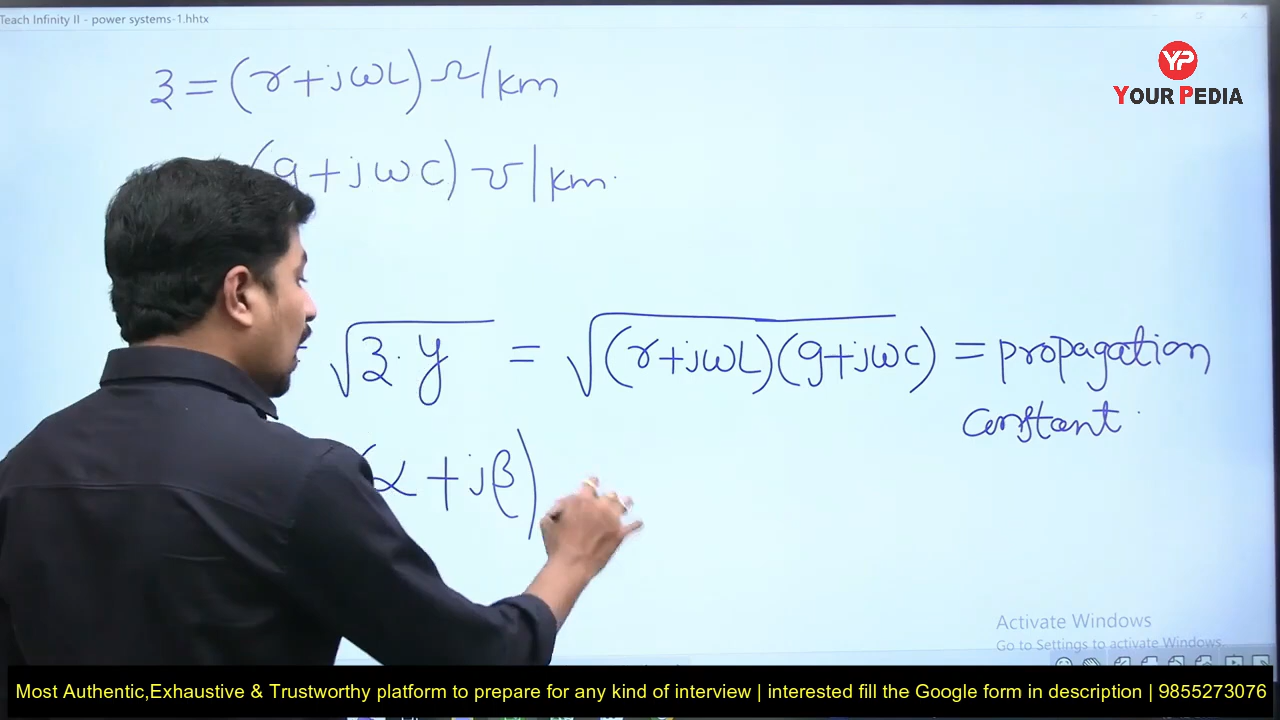 Teach Infinity II - power systems-1.hhtx
YP
YOUR PEDIA
z = (r+jωL) Ω/km
(g+jωC) ℧/km.
√z.y = √(r+jωL)(g+jωC) = propagation
constant
(α+jβ)
Activate Windows
Go to Settings to activate Windows.
Most Authentic,Exhaustive & Trustworthy platform to prepare for any kind of interview | interested fill the Google form in description | 9855273076